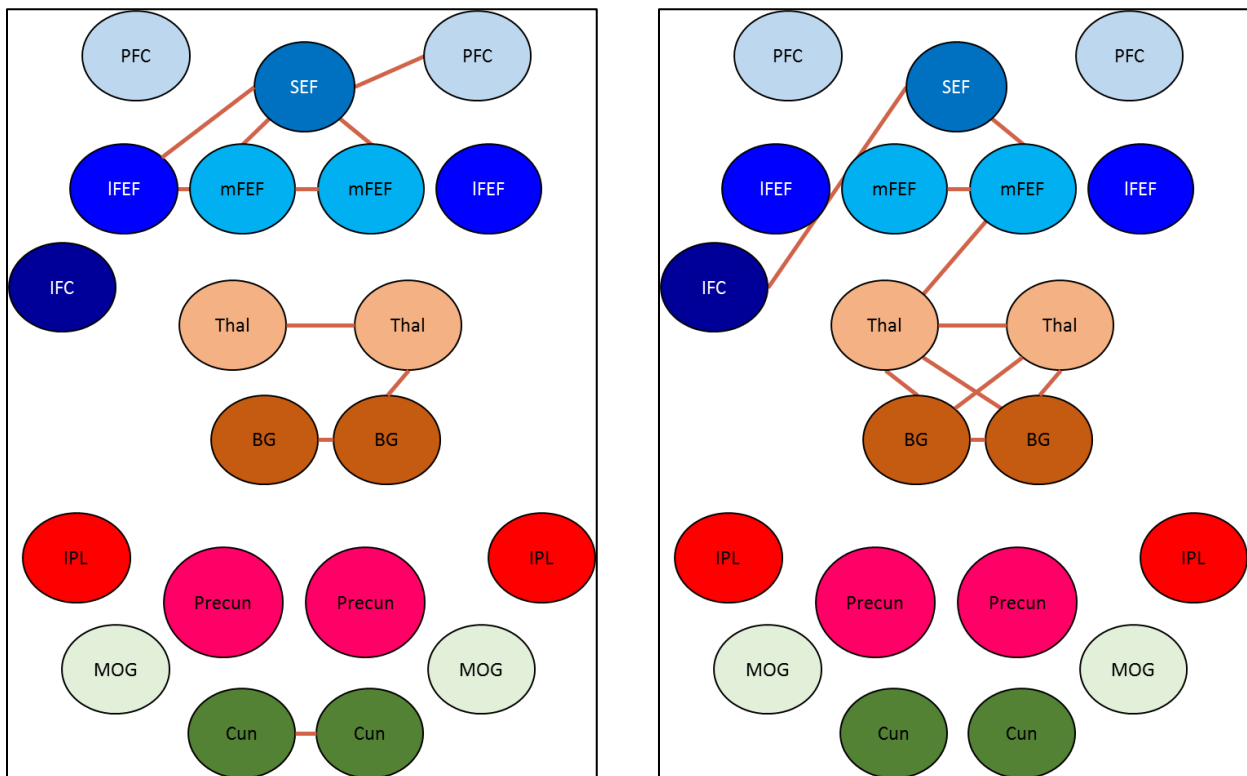 PFC
PFC
SEF
lFEF
mFEF
mFEF
lFEF
IFC
Thal
Thal
BG
BG
IPL
IPL
Precun
Precun
MOG
MOG
Cun
Cun
PFC
PFC
SEF
lFEF
mFEF
mFEF
lFEF
IFC
Thal
Thal
BG
BG
IPL
IPL
Precun
Precun
MOG
MOG
Cun
Cun